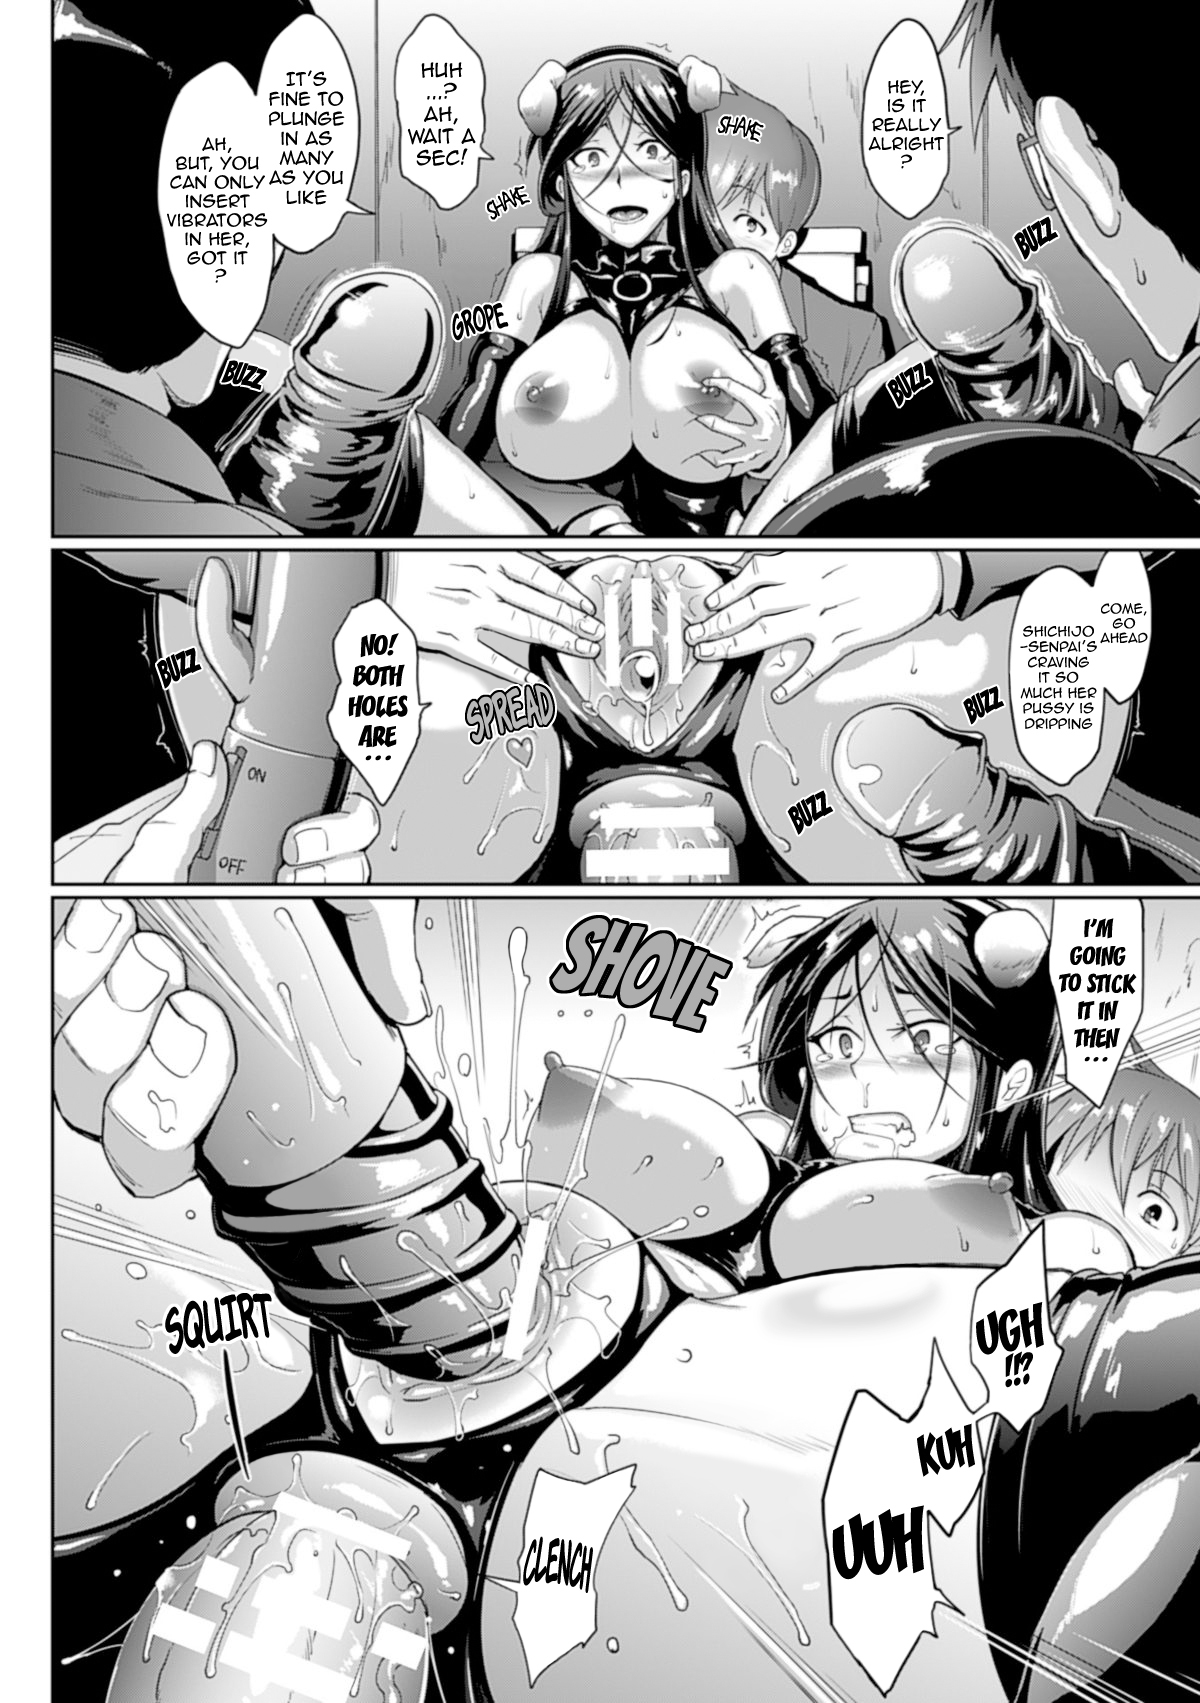 HEY,
IS IT
REALLY
ALRIGHT
?
BUZZ
BUZZ
SHAKE
HUH
...?
AH,
WAIT A
SEC!
SHAKE
GROPE
IT'S
FINE TO
PLUNGE
IN AS
MANY
AS YOU
LIKE
AH,
BUT, YOU
CAN ONLY
INSERT
VIBRATORS
IN HER,
GOT IT
?
BUZZ
COME,
GO
AHEAD
SHICHIJO
-SENPAI'S
CRAVING
IT SO
MUCH HER
PUSSY IS
DRIPPING
BUZZ
BUZZ
SPREAD
NO!
BOTH
HOLES
ARE
...
BUZZ
ON
OFF
I'M
GOING
TO STICK
IT IN
THEN
...
SHOVE
UGH
!!?
KUH
UUH
SQUIRT
CLENCH